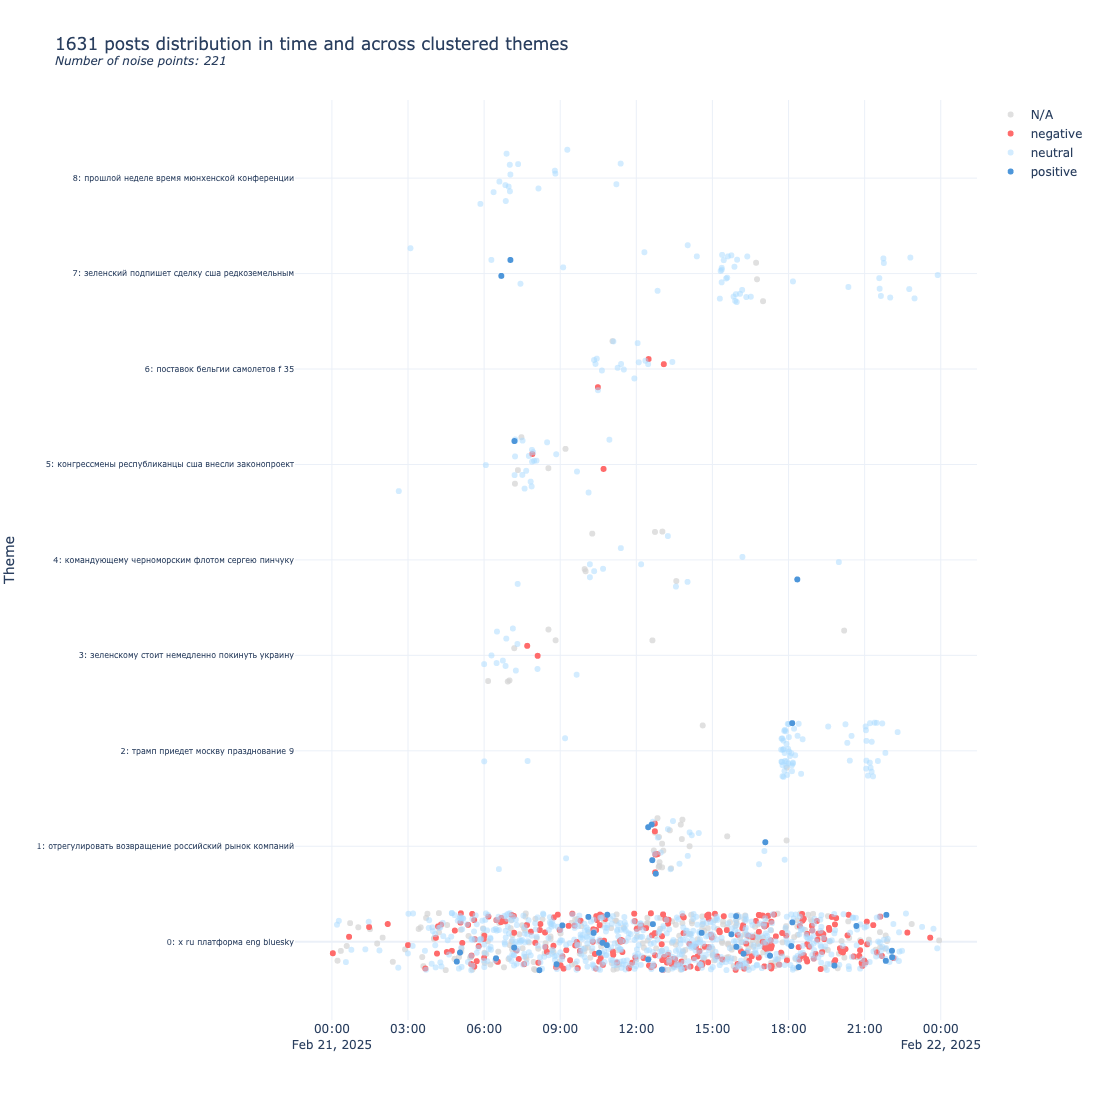 1631 posts distribution in time and across clustered themes
Number of noise points: 221
N/A
negative
neutral
positive
Theme
8: прошлой неделе время мюнхенской конференции
7: зеленский подпишет сделку сша редкоземельным
6: поставок бельгии самолетов f 35
5: конгрессмены республиканцы сша внесли законопроект
4: командующему черноморским флотом сергею пинчуку
3: зеленскому стоит немедленно покинуть украину
2: трамп приедет москву празднование 9
1: отрегулировать возвращение российский рынок компаний
0: x ru платформа eng bluesky
00:00 03:00 06:00 09:00 12:00 15:00 18:00 21:00 00:00
Feb 21, 2025 Feb 22, 2025